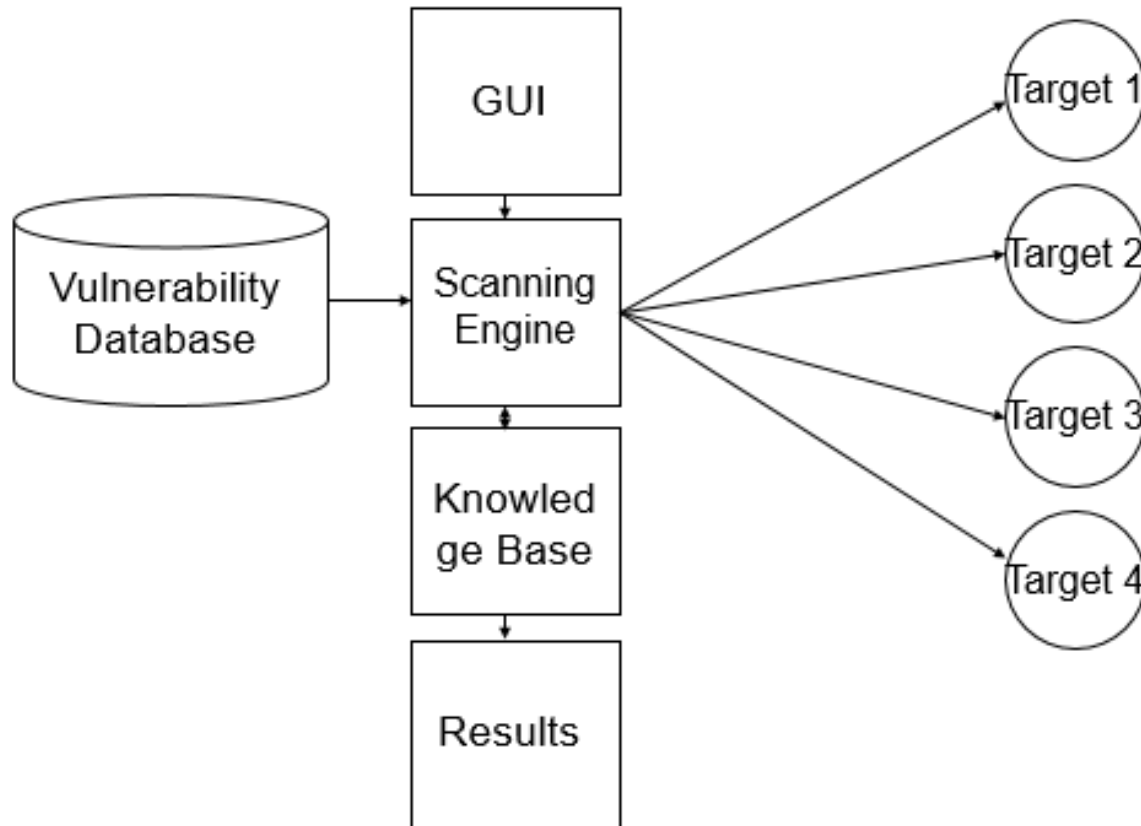 GUI
Target 1
Target 2
Vulnerability
Database
Scanning
Engine
Target 3
Knowled
ge Base
Target 4
Results